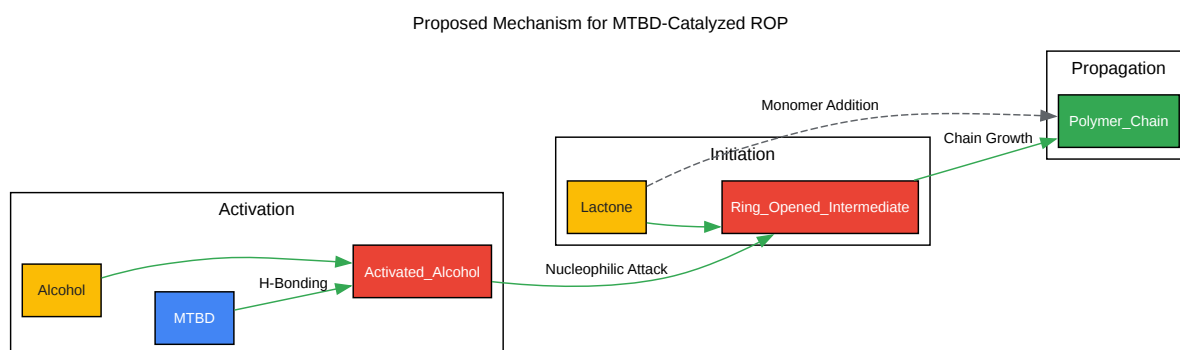 Proposed Mechanism for MTBD-Catalyzed ROP
Propagation
Monomer Addition
Polymer_Chain
Chain Growth
Initiation
Lactone
Ring_Opened_Intermediate
Activation
Nucleophilic Attack
Activated_Alcohol
H-Bonding
Alcohol
MTBD